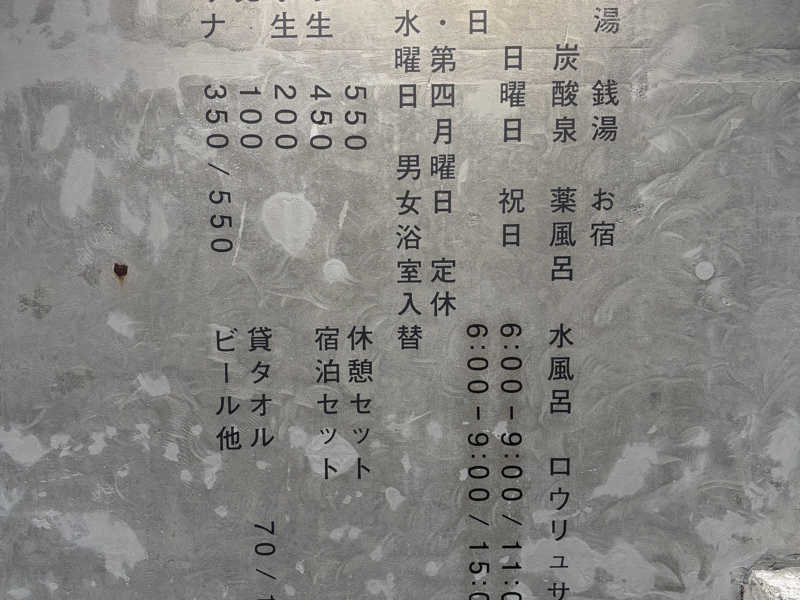 湯 銭湯 お宿
炭酸泉 薬風呂 水風呂 ロウリュサ
日曜日 祝日 6:00-9:00/11:0
日 6:00-9:00/15:0
・第四月曜日 定休
水曜日 男女浴室入替
550 休憩セット
生 450 宿泊セット
生 200
100 貸タオル 70/1
ナ 350/550 ビール他